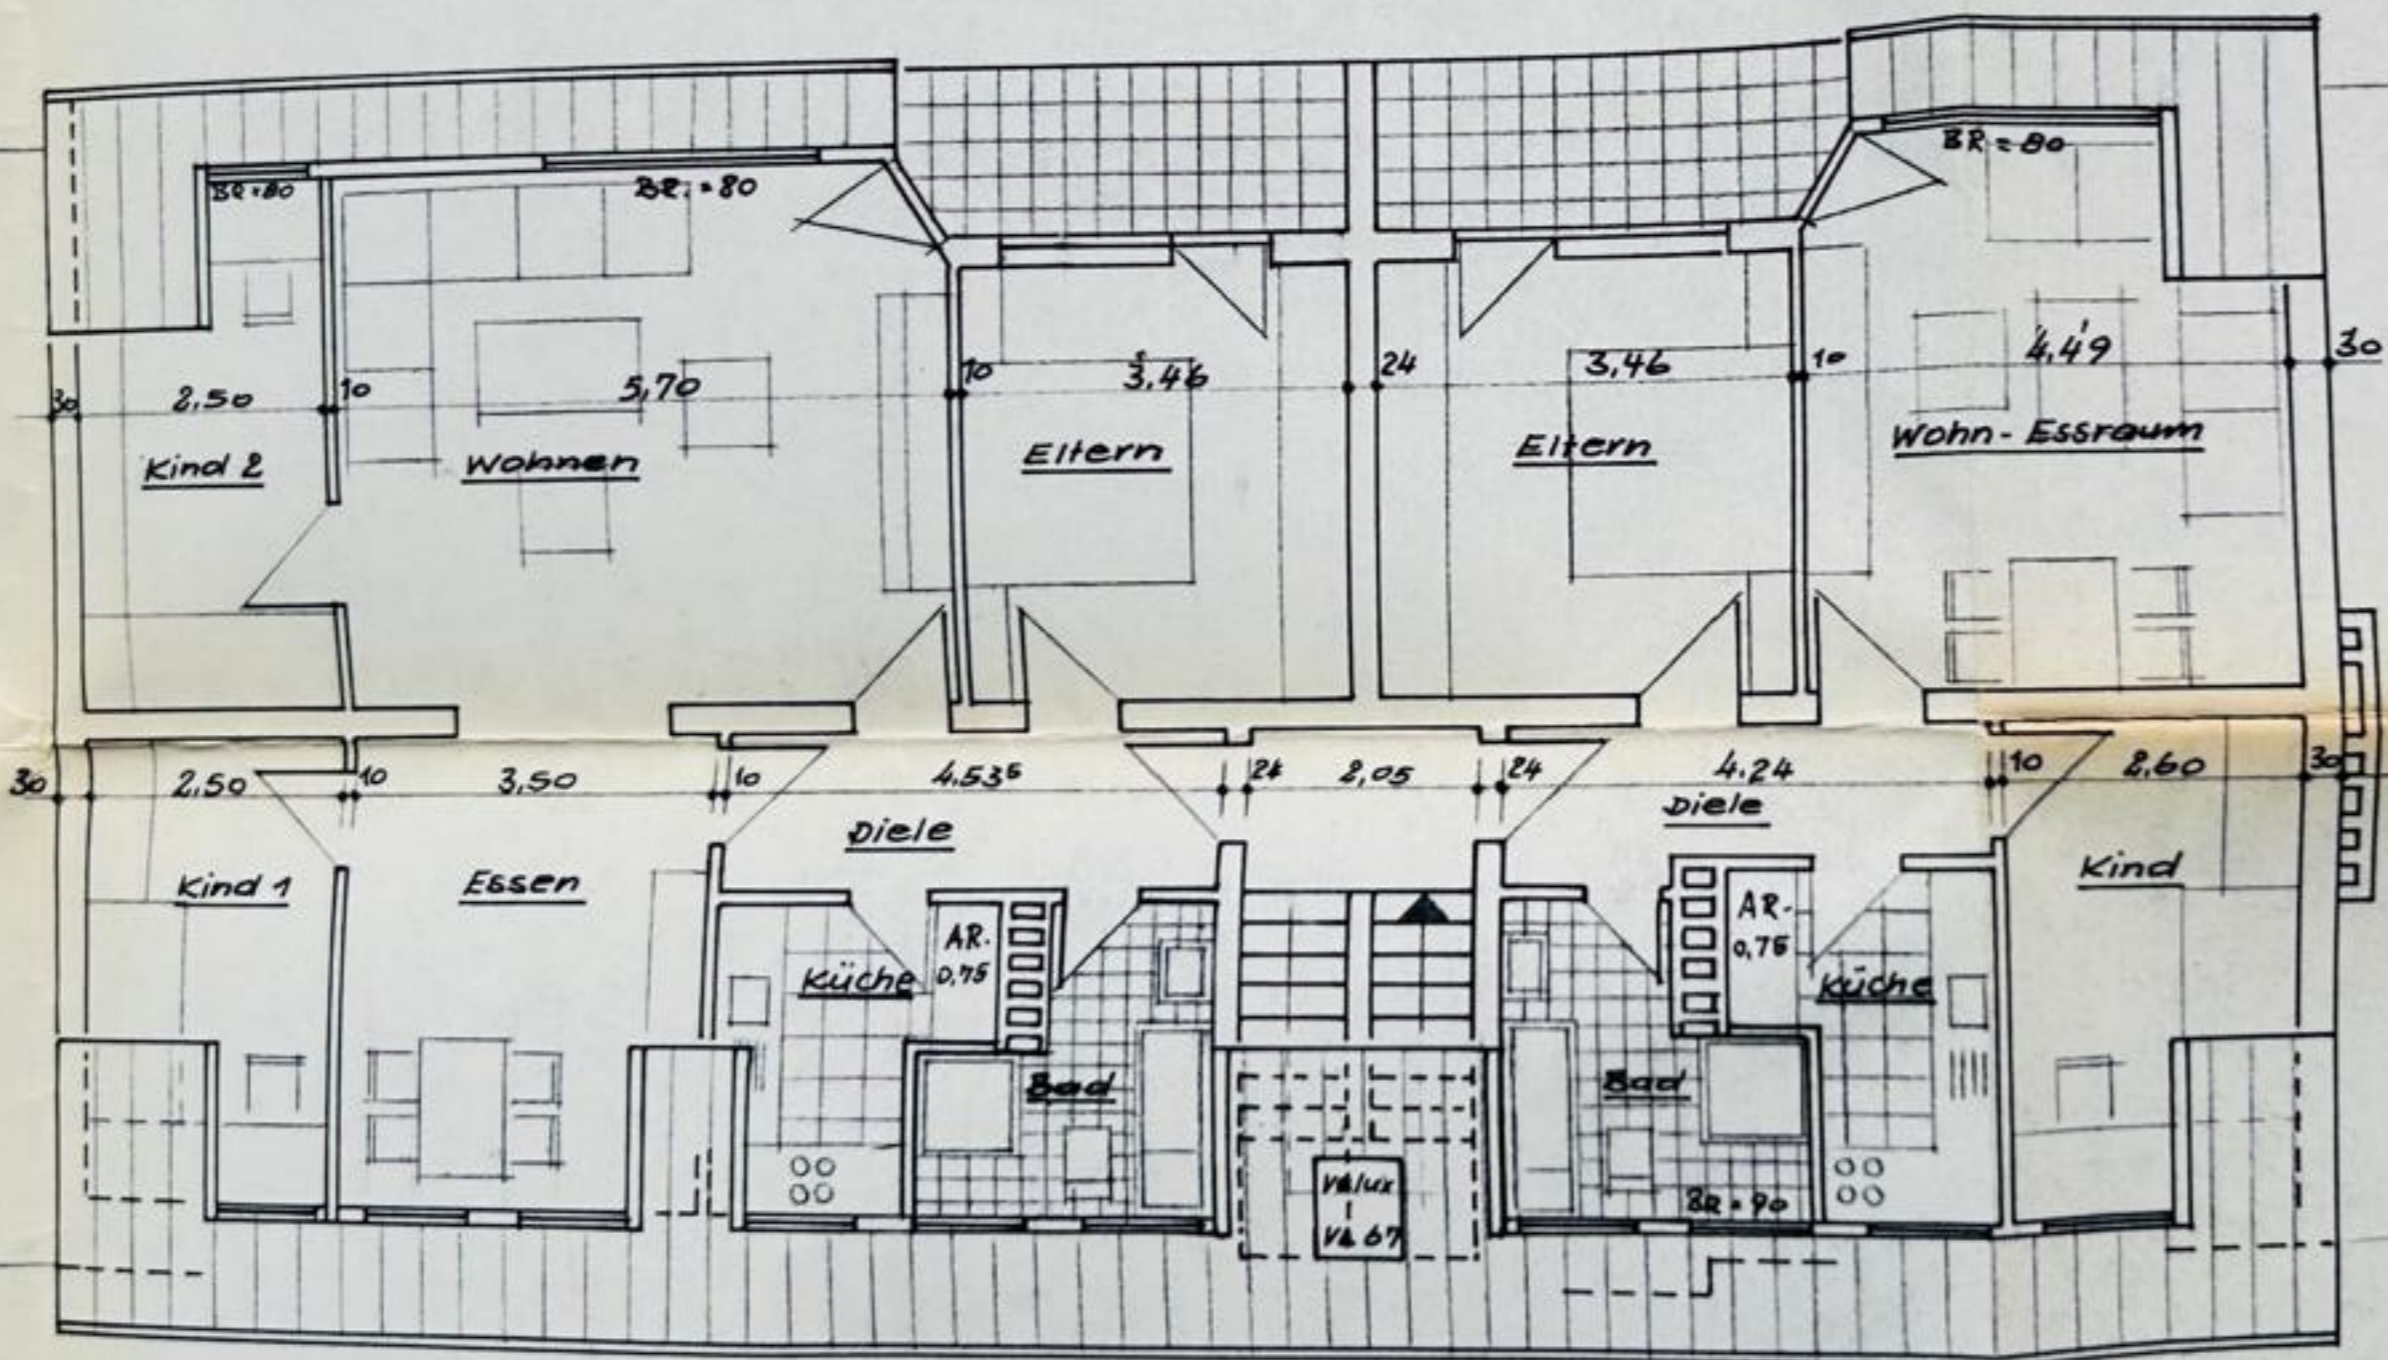 BR=80
BR.=80
BR=80
30
2.50
10
5,70
10
3.46
24
3,46
10
4,49
30
Kind 2
Wohnen
Eltern
Eltern
Wohn-Essraum
30
2.50
10
3,50
10
4.53⁵
24
2,05
24
4.24
10
2,60
30
Diele
Diele
Kind 1
Essen
Kind
AR.
0,75
AR-
0,75
Küche
Küche
Bad
Bad
Velux
BR=90